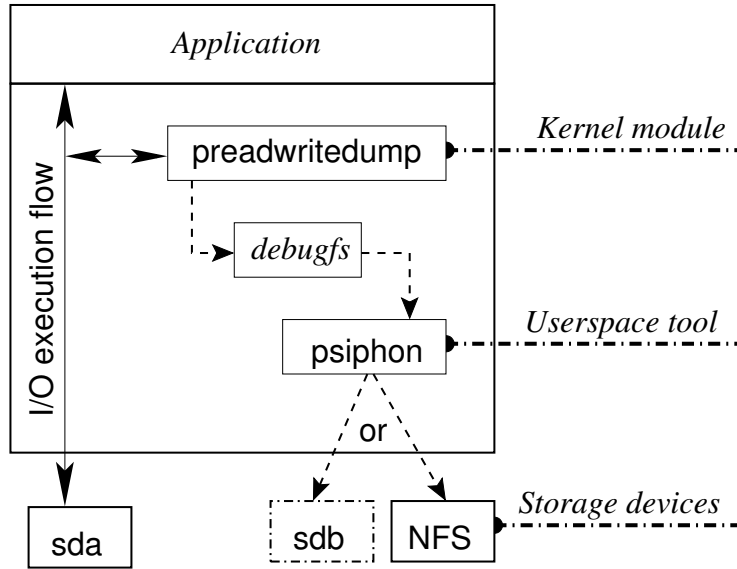 Application
Kernel module
preadwritedump
I/O execution flow
debugfs
Userspace tool
psiphon
or
Storage devices
sda
sdb
NFS